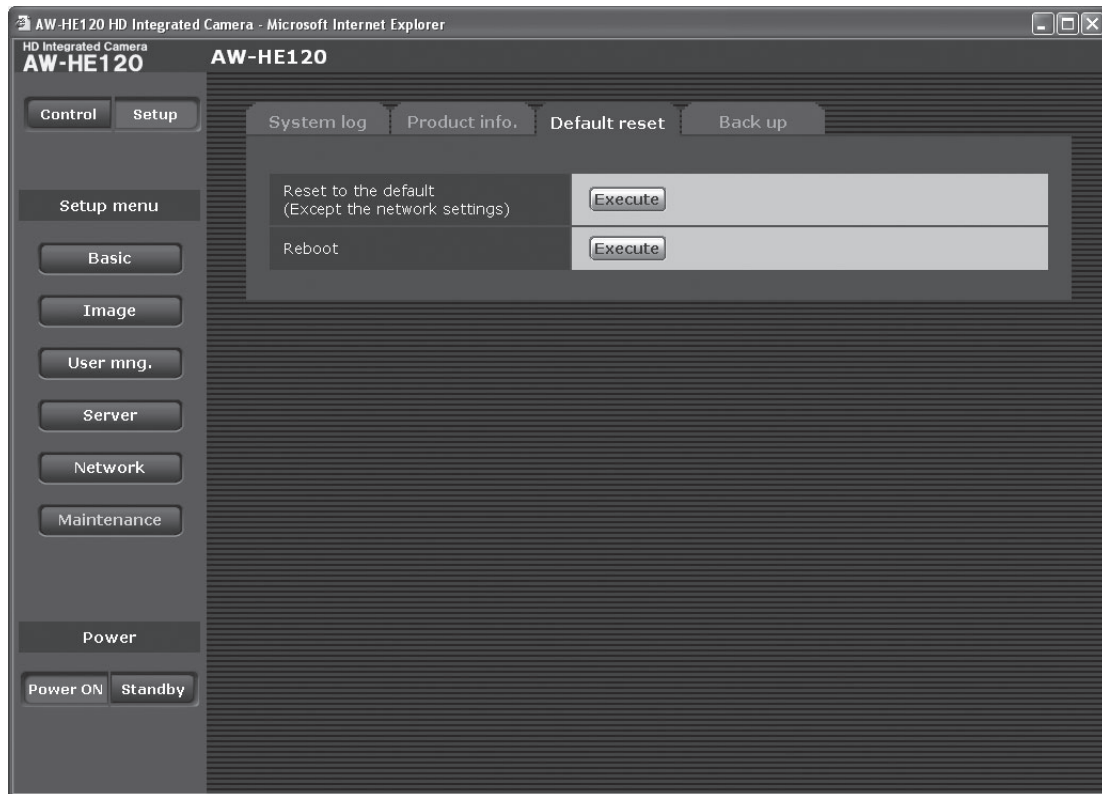 AW-HE120 HD Integrated Camera - Microsoft Internet Explorer
HD Integrated Camera
AW-HE120
AW-HE120
Control Setup
System log Product info. Default reset Back up
Reset to the default
(Except the network settings)
Execute
Reboot
Execute
Setup menu
Basic
Image
User mng.
Server
Network
Maintenance
Power
Power ON Standby